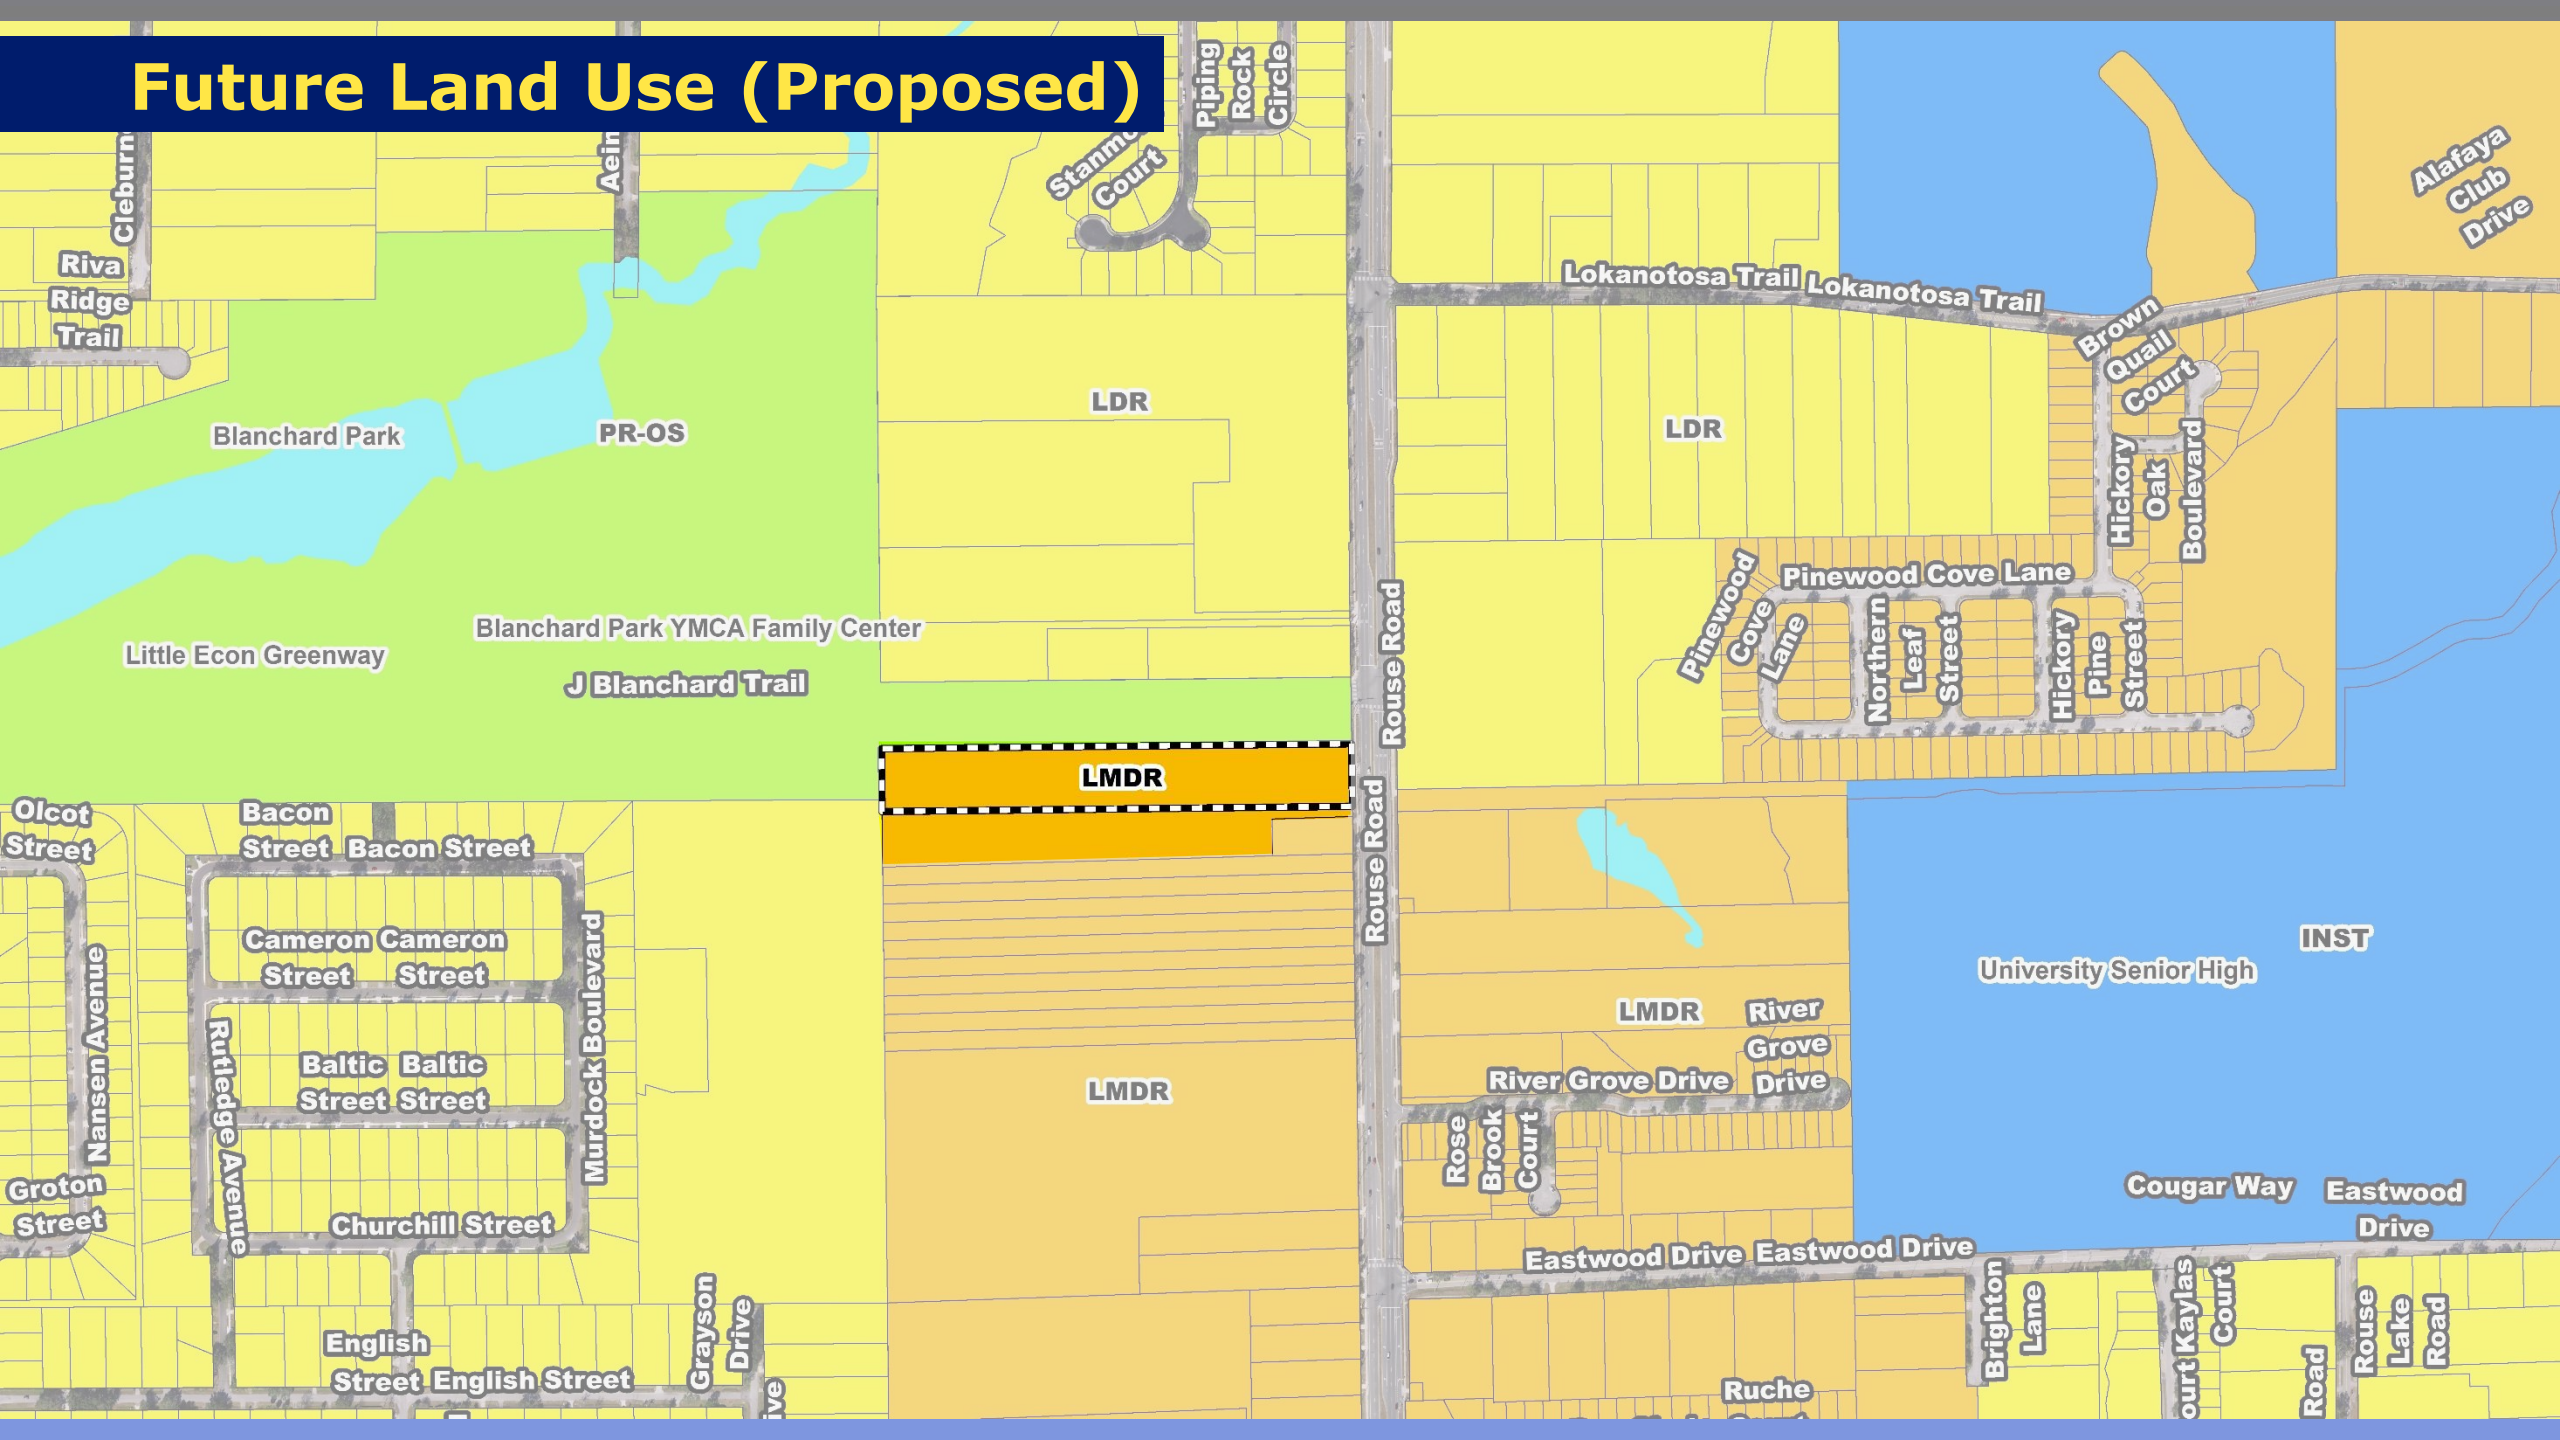 Future Land Use (Proposed)
Piping
Rock
Circle
Court
Alafaya
Club
Drive
Riva
Ridge
Trail
Lokanotosa Trail Lokanotosa Trail
Brown
Quail
Court
LDR
LDR
Blanchard Park
PR-OS
Hickory
Oak
Boulevard
Pinewood Cove Lane
Pinewood
Cove
Lane
Northern
Leaf
Street
Hickory
Pine
Street
Rouse Road
Blanchard Park YMCA Family Center
Little Econ Greenway
J Blanchard Trail
LMDR
Rouse Road
Olcot
Street
Bacon
Street Bacon Street
Cameron Cameron
Street Street
Nansen Avenue
Rutledge Avenue
Murdock Boulevard
Baltic Baltic
Street Street
Groton
Street
Churchill Street
LMDR
LMDR
River
Grove
Drive
River Grove Drive
Rose
Brook
Court
INST
University Senior High
Cougar Way
Eastwood
Drive
Eastwood Drive Eastwood Drive
English
Street English Street
Grayson
Drive
Brighton
Lane
Court
Rouse
Lake
Road
Road
Ruche